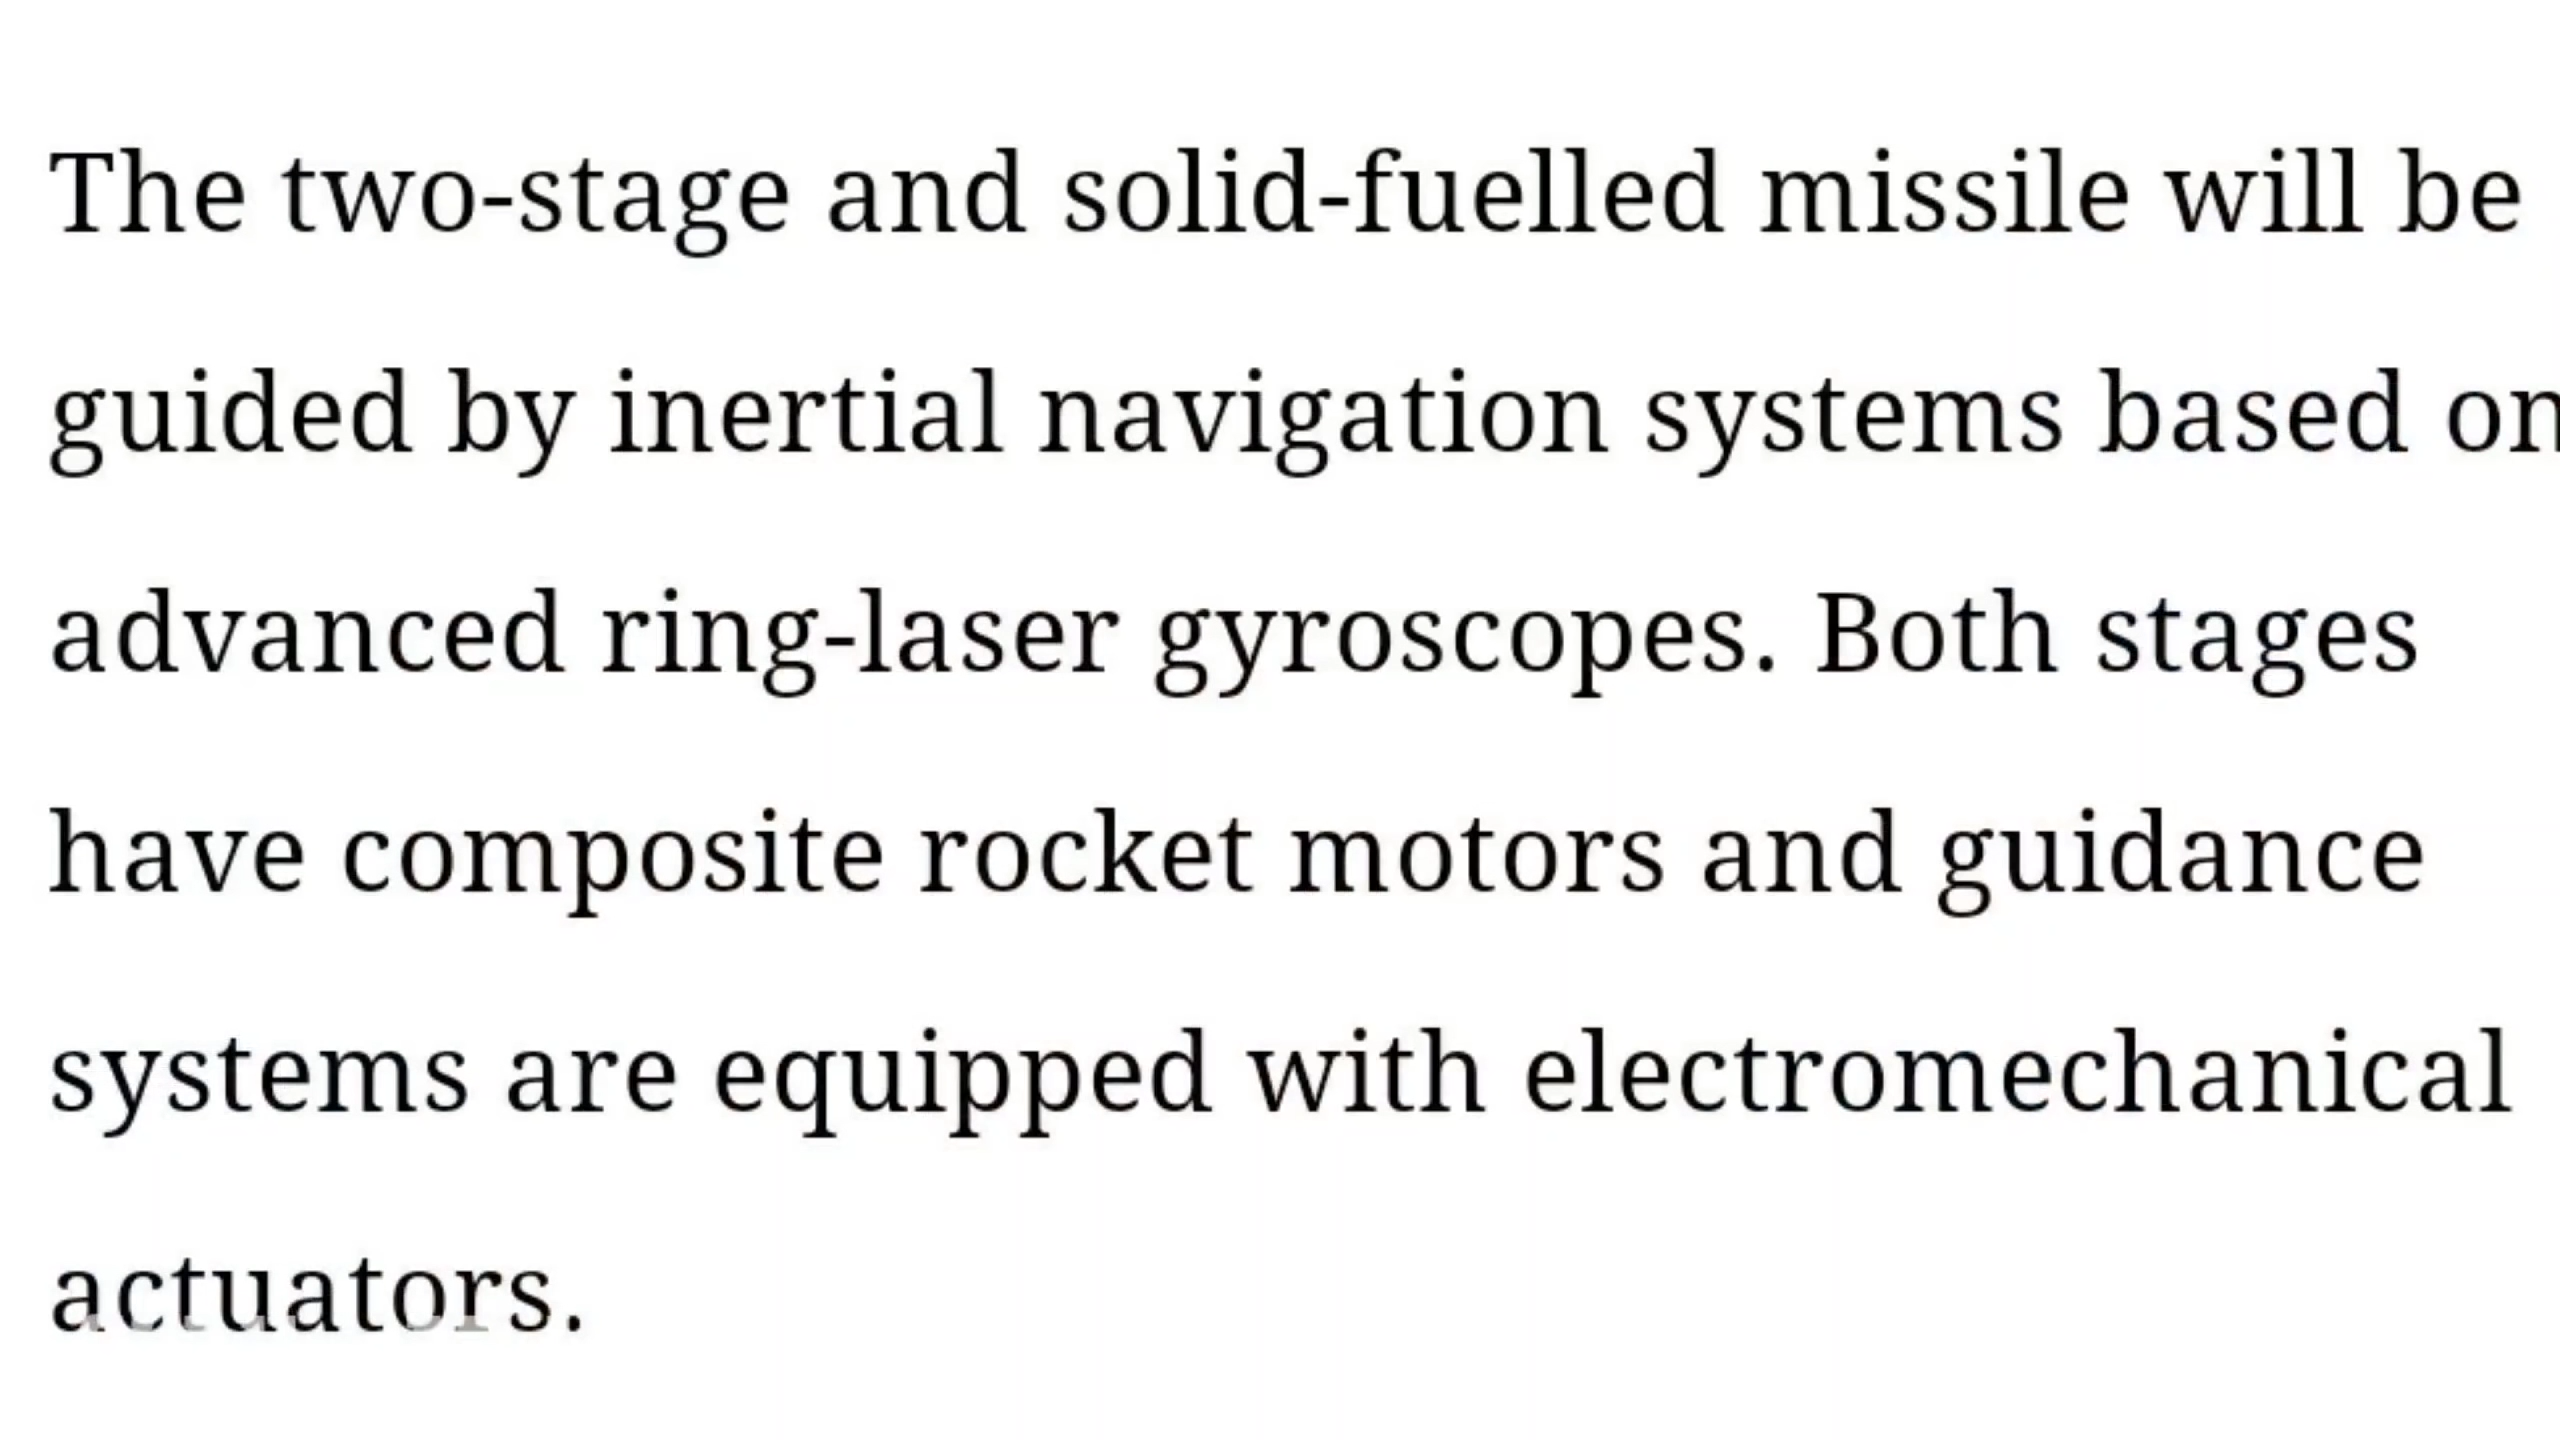 The two-stage and solid-fuelled missile will be
guided by inertial navigation systems based on
advanced ring-laser gyroscopes. Both stages
have composite rocket motors and guidance
systems are equipped with electromechanical
actuators.